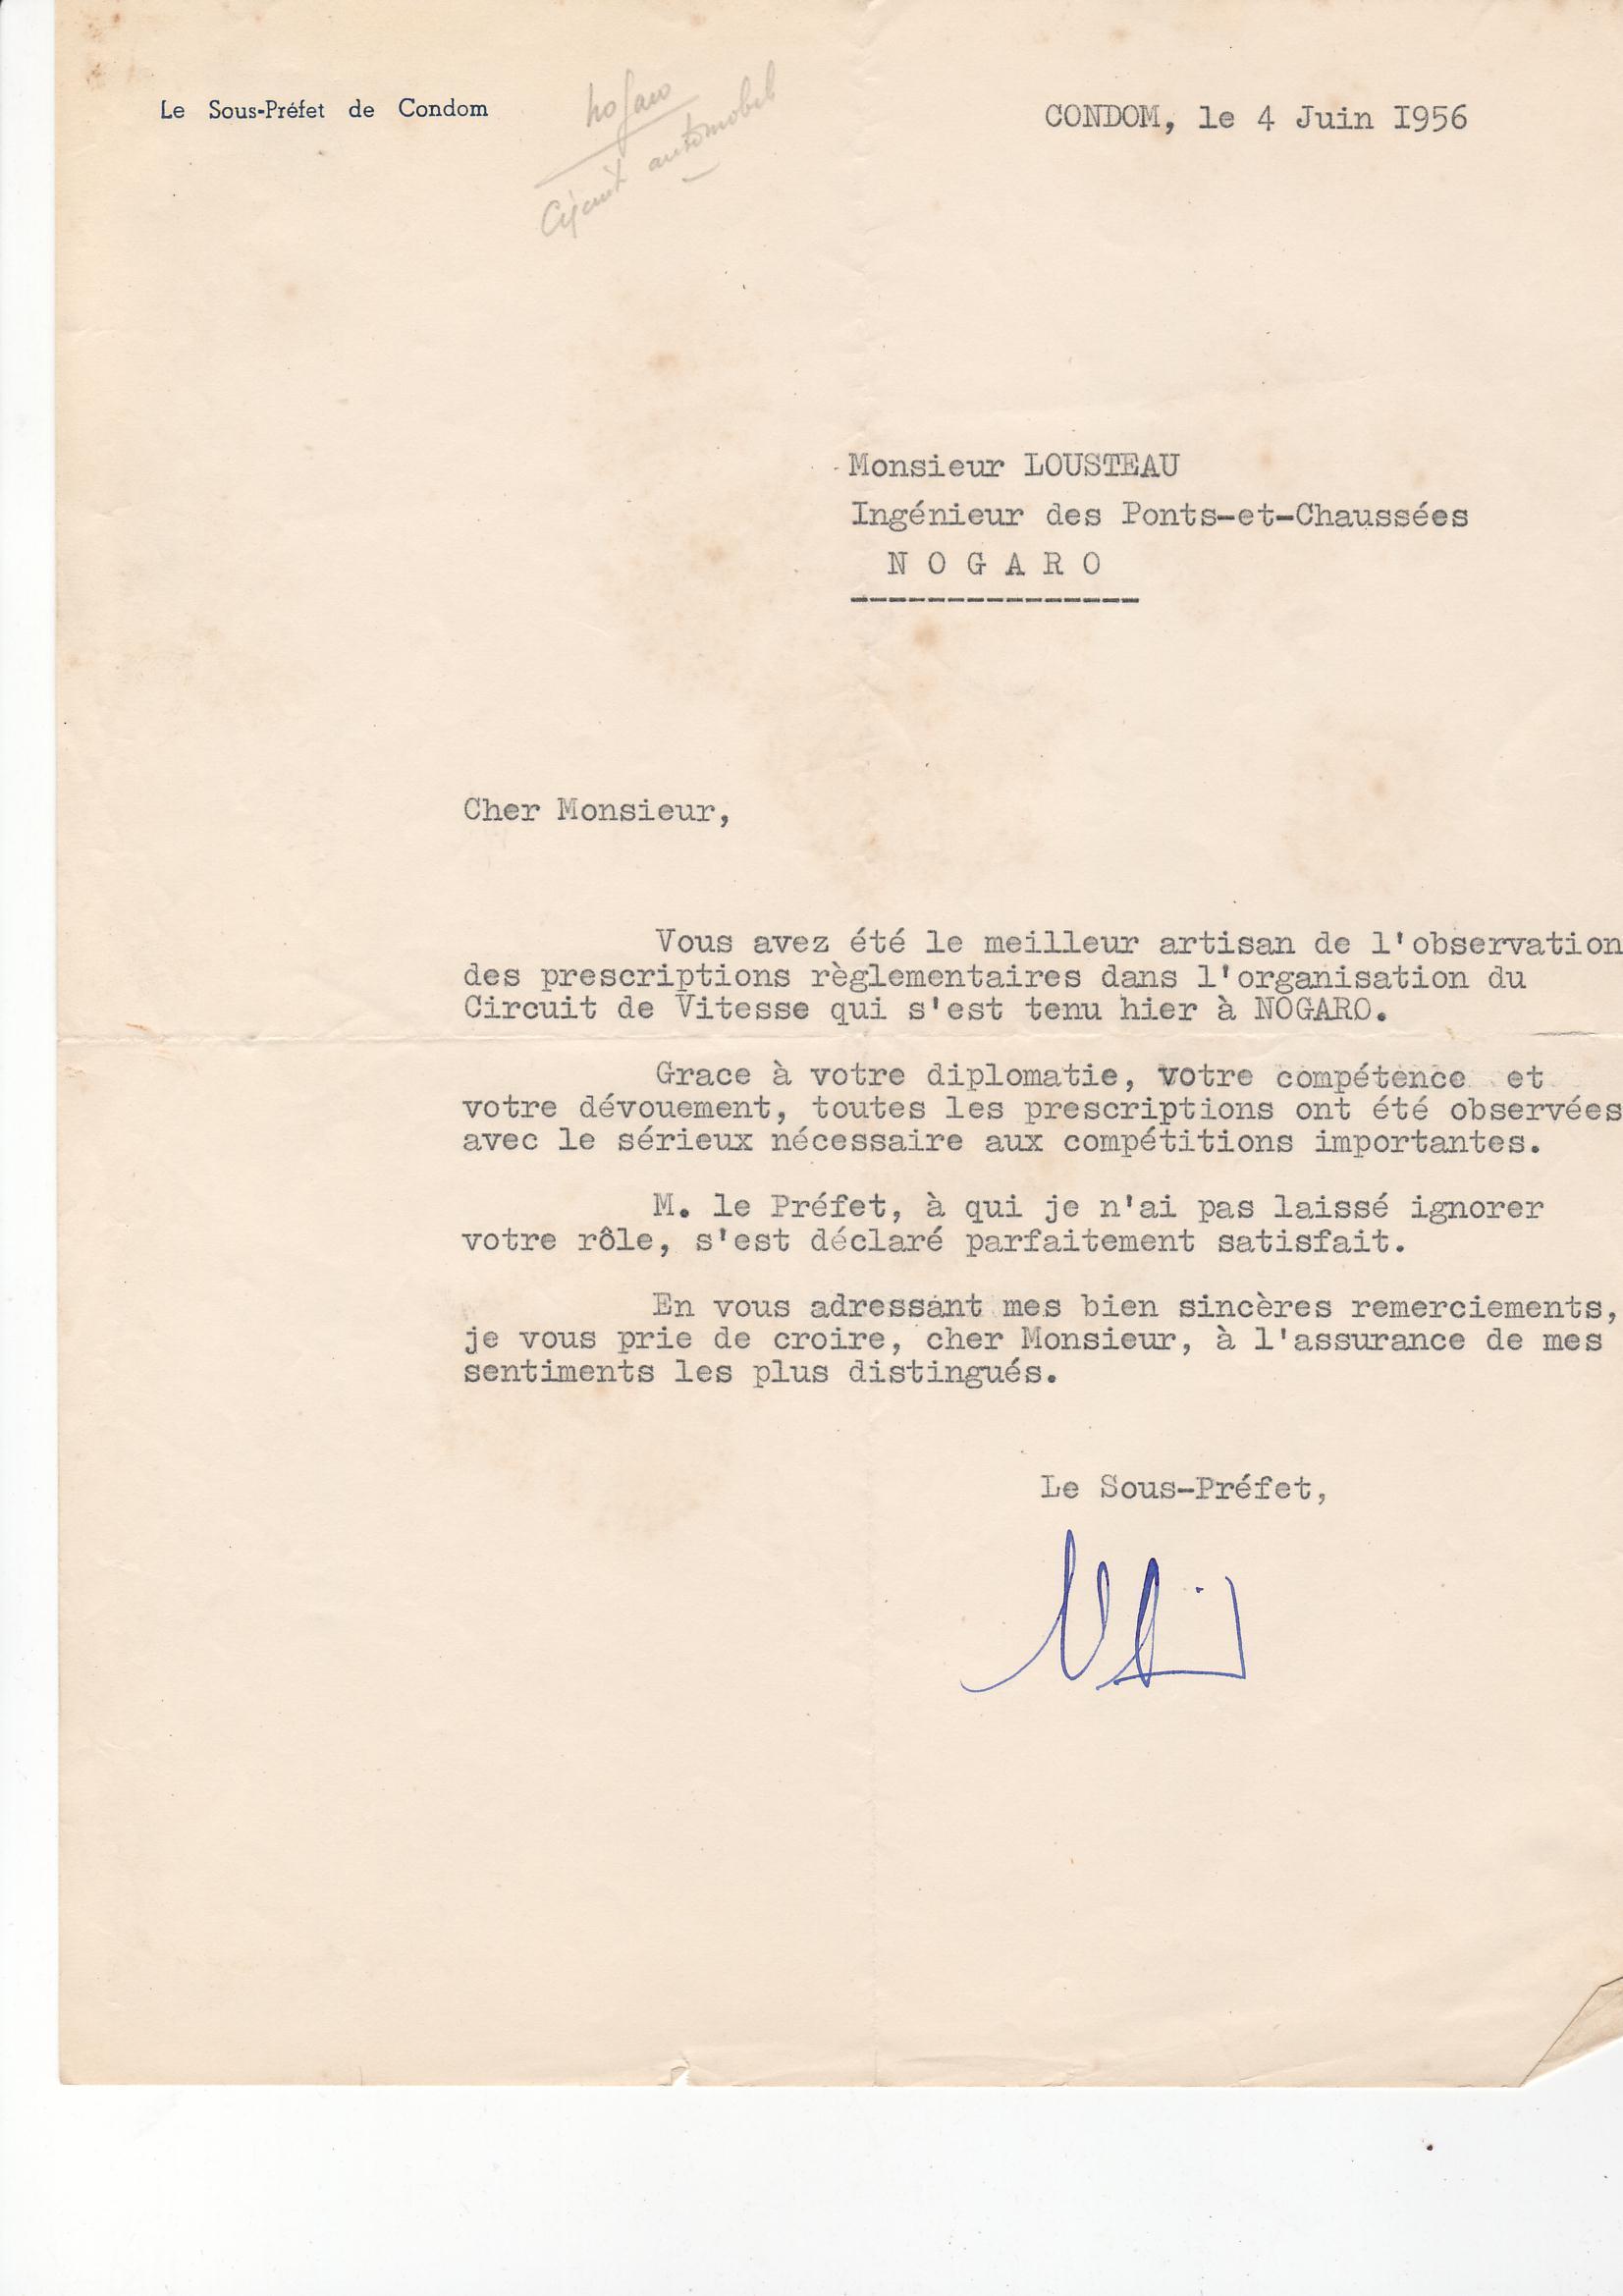 Le Sous-Préfet de Condom
nogaro
Circuit automobile
CONDOM, le 4 Juin I956
Monsieur LOUSTEAU
Ingénieur des Ponts-et-Chaussées
N O G A R O
---------------
Cher Monsieur,
Vous avez été le meilleur artisan de l'observation
des prescriptions règlementaires dans l'organisation du
Circuit de Vitesse qui s'est tenu hier à NOGARO.
Grace à votre diplomatie, votre compétence et
votre dévouement, toutes les prescriptions ont été observées
avec le sérieux nécessaire aux compétitions importantes.
M. le Préfet, à qui je n'ai pas laissé ignorer
votre rôle, s'est déclaré parfaitement satisfait.
En vous adressant mes bien sincères remerciements,
je vous prie de croire, cher Monsieur, à l'assurance de mes
sentiments les plus distingués.
Le Sous-Préfet,